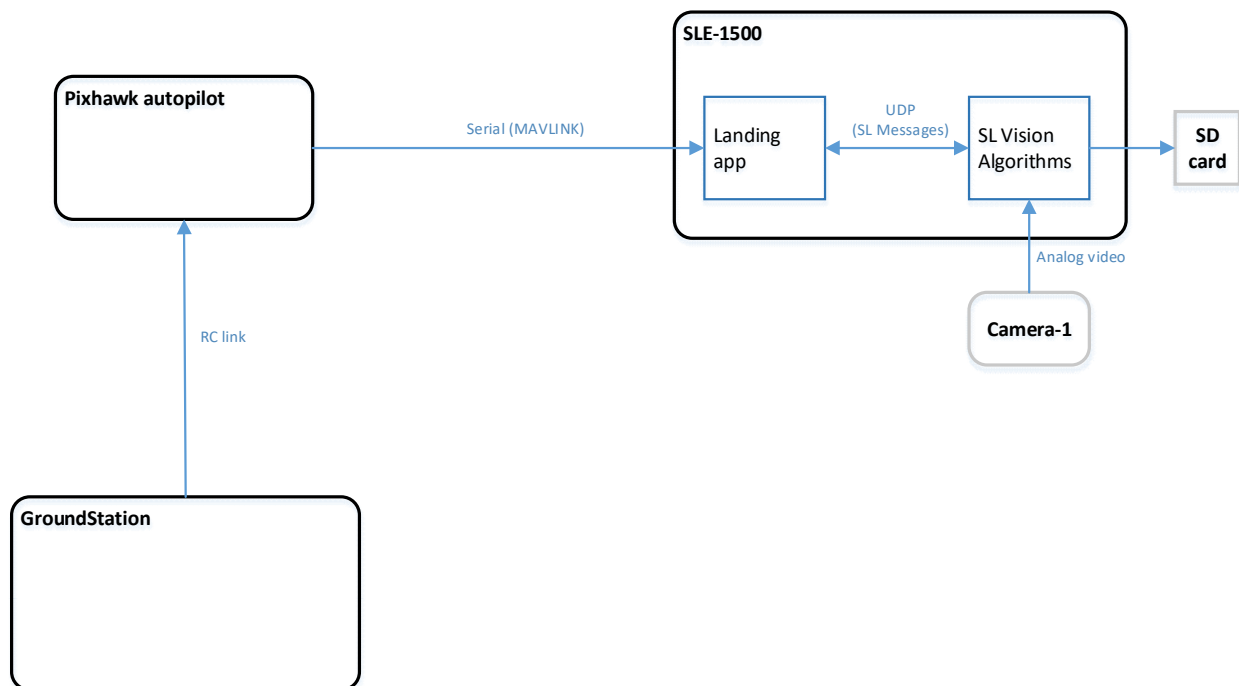 SLE-1500
Pixhawk autopilot
Serial (MAVLINK)
Landing
app
UDP
(SL Messages)
SL Vision
Algorithms
SD
card
Analog video
Camera-1
RC link
GroundStation